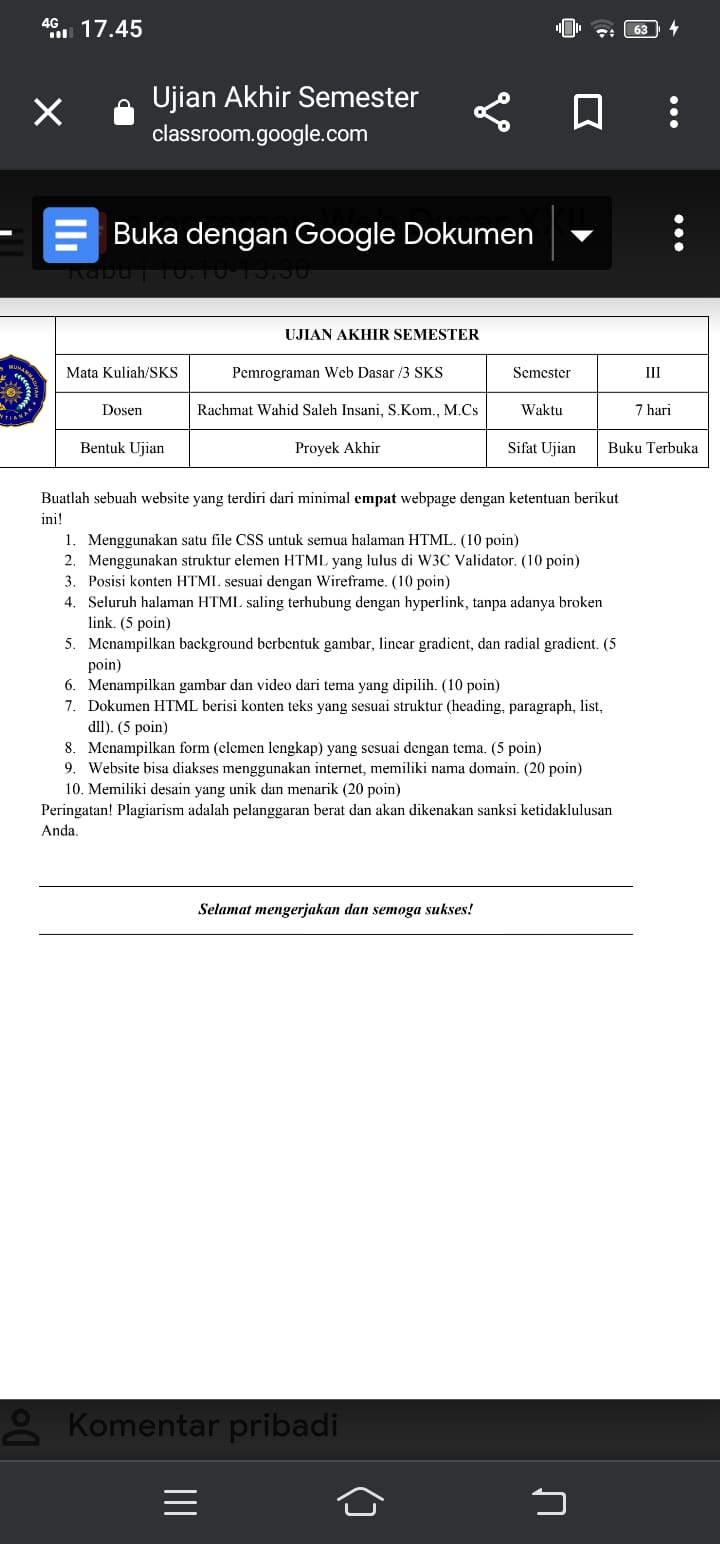 4G 17.45 63
Ujian Akhir Semester
classroom.google.com
Buka dengan Google Dokumen
Rabu | 10.10-13.30
UJIAN AKHIR SEMESTER
Mata Kuliah/SKS Pemrograman Web Dasar /3 SKS Semester III
Dosen Rachmat Wahid Saleh Insani, S.Kom., M.Cs Waktu 7 hari
Bentuk Ujian Proyek Akhir Sifat Ujian Buku Terbuka
Buatlah sebuah website yang terdiri dari minimal empat webpage dengan ketentuan berikut
ini!
1. Menggunakan satu file CSS untuk semua halaman HTML. (10 poin)
2. Menggunakan struktur elemen HTML yang lulus di W3C Validator. (10 poin)
3. Posisi konten HTML sesuai dengan Wireframe. (10 poin)
4. Seluruh halaman HTML saling terhubung dengan hyperlink, tanpa adanya broken
link. (5 poin)
5. Menampilkan background berbentuk gambar, linear gradient, dan radial gradient. (5
poin)
6. Menampilkan gambar dan video dari tema yang dipilih. (10 poin)
7. Dokumen HTML berisi konten teks yang sesuai struktur (heading, paragraph, list,
dll). (5 poin)
8. Menampilkan form (elemen lengkap) yang sesuai dengan tema. (5 poin)
9. Website bisa diakses menggunakan internet, memiliki nama domain. (20 poin)
10. Memiliki desain yang unik dan menarik (20 poin)
Peringatan! Plagiarism adalah pelanggaran berat dan akan dikenakan sanksi ketidaklulusan
Anda.
Selamat mengerjakan dan semoga sukses!
Komentar pribadi